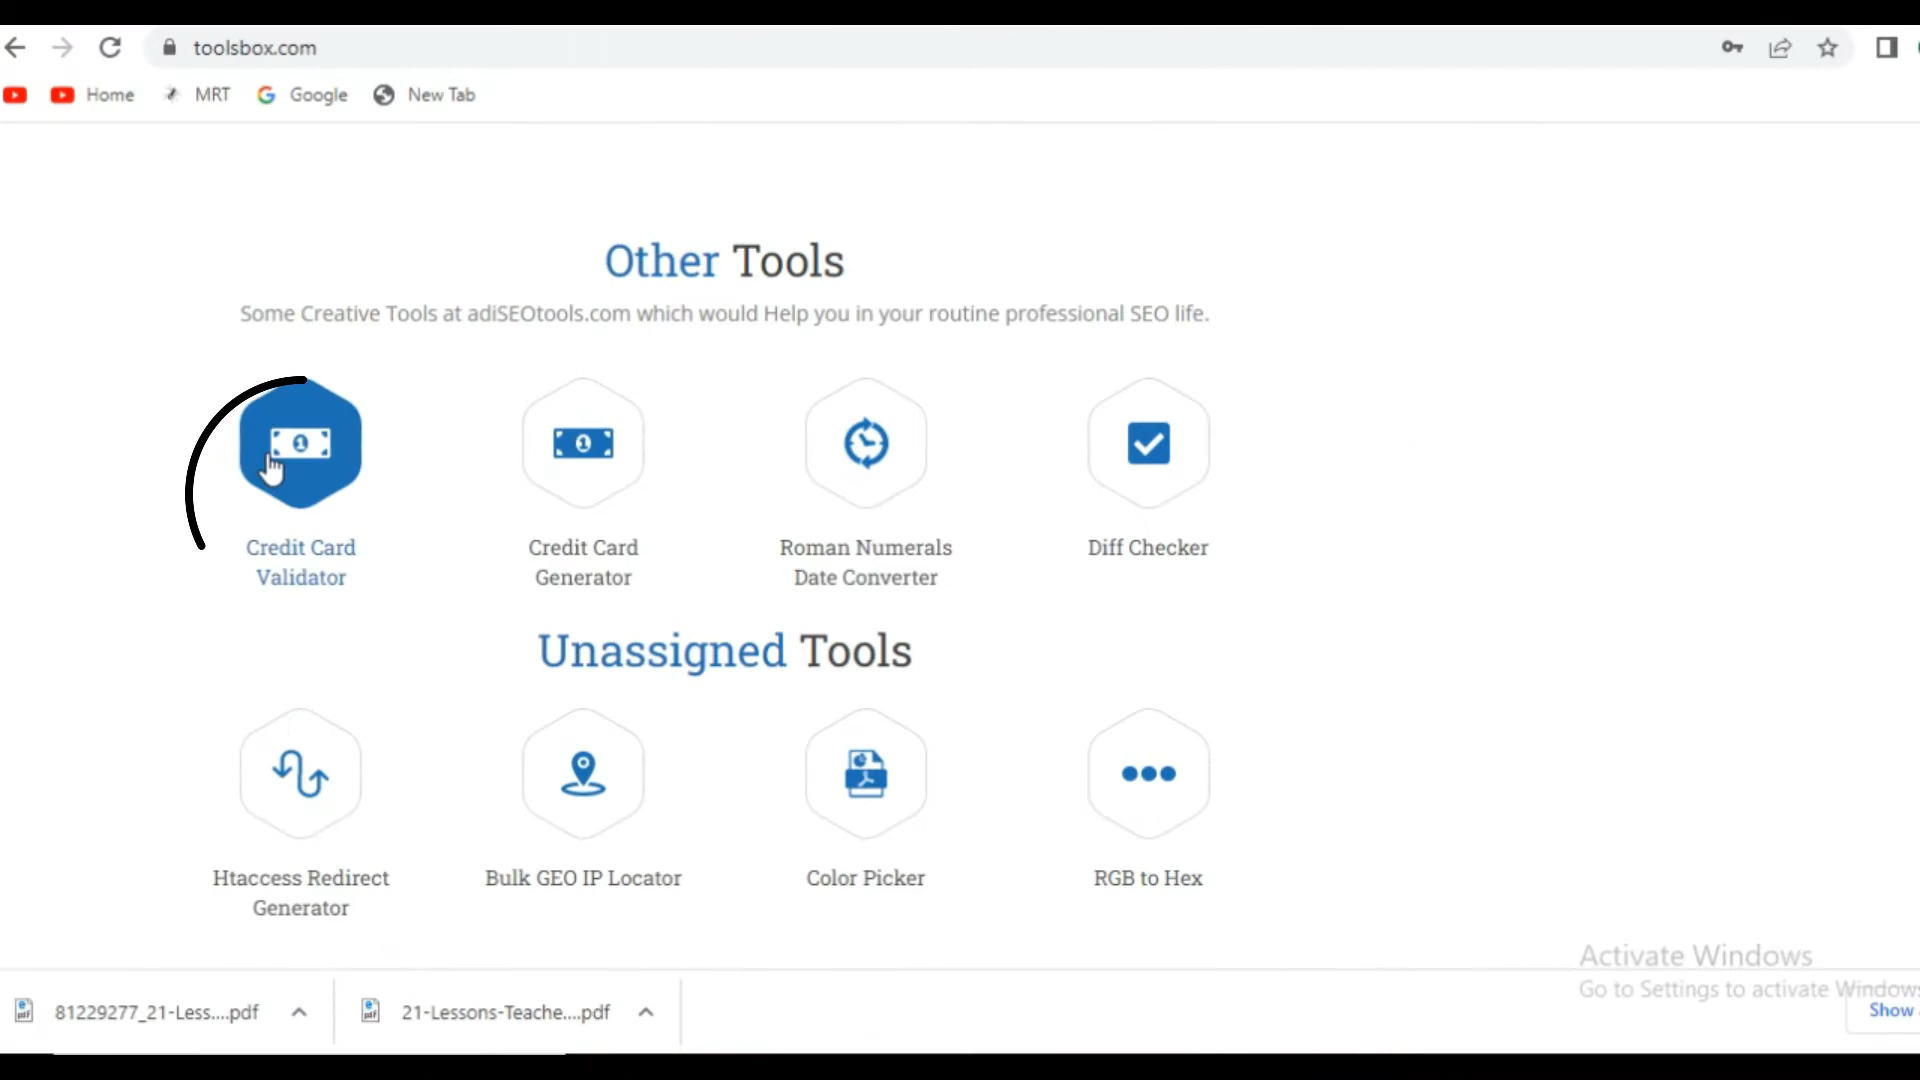 toolsbox.com
Home MRT Google New Tab
Other Tools
Some Creative Tools at adiSEOtools.com which would Help you in your routine professional SEO life.
Credit Card
Validator
Credit Card
Generator
Roman Numerals
Date Converter
Diff Checker
Unassigned Tools
Htaccess Redirect
Generator
Bulk GEO IP Locator
Color Picker
RGB to Hex
Activate Windows
Go to Settings to activate Windows
81229277_21-Less....pdf
21-Lessons-Teache....pdf
Show